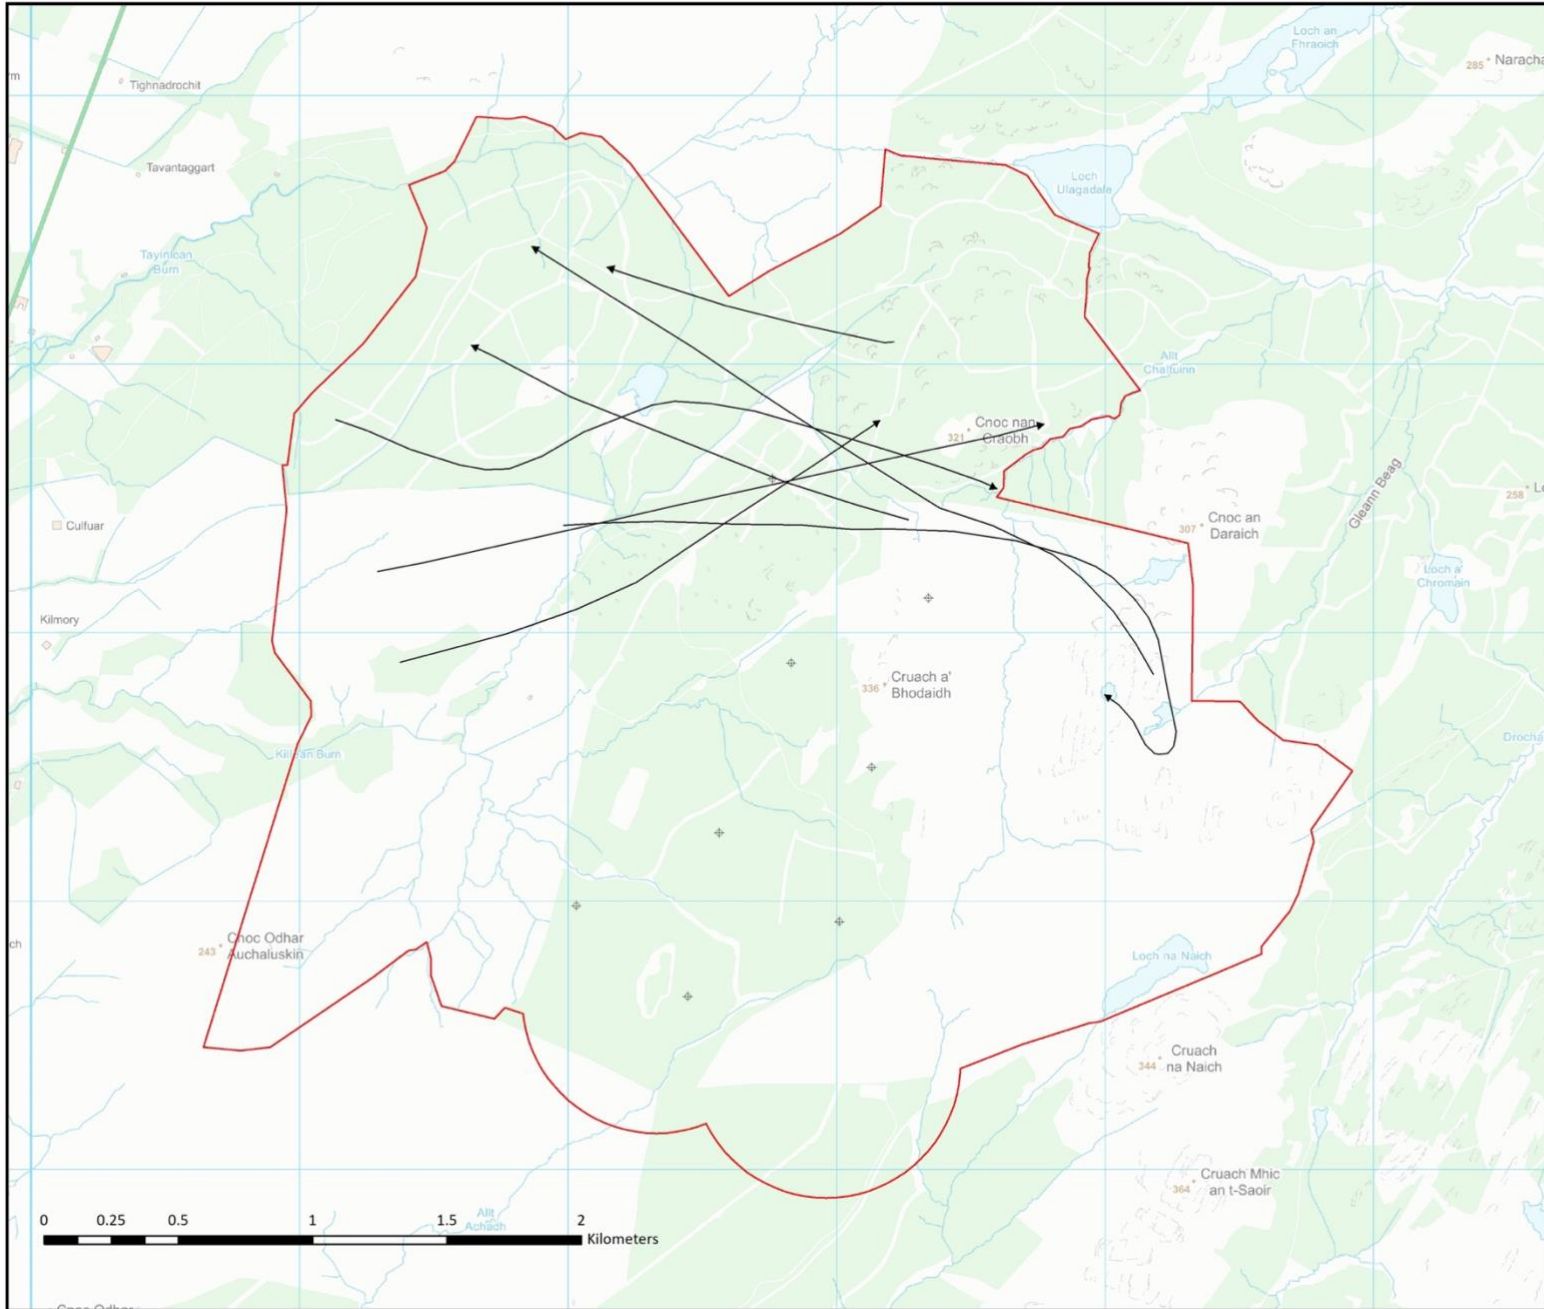 Loch an
Fhraoich
285
m
Tighnadrochit
Tavantaggart
Loch
Ulagadale
Tayinloan
Burn
Allt
Chaltuinn
321
Cnoc nan
Craobh
Gleann Beag
258
Culfuar
307
Cnoc an
Daraich
Loch a'
Chromain
Kilmory
336
Cruach a'
Bhodaidh
Killean Burn
243
Cnoc Odhar
Auchaluskin
ch
Loch na Naich
344
Cruach
na Naich
364
Cruach Mhic
an t-Saoir
Allt
Achadh
0 0.25 0.5 1 1.5 2
Kilometers